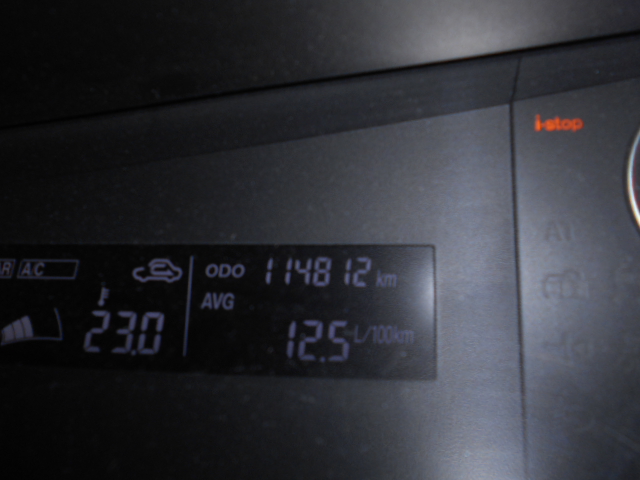 i-stop
R A/C
ODO 114812 km
AVG
23.0 12.5 L/100km